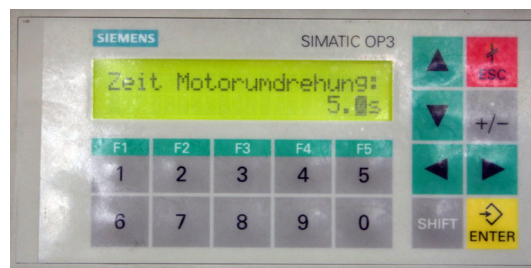 SIEMENS
SIMATIC OP3
Zeit Motorumdrehung:
5.0s
ESC
+/-
F1 F2 F3 F4 F5
1 2 3 4 5
6 7 8 9 0
SHIFT
ENTER